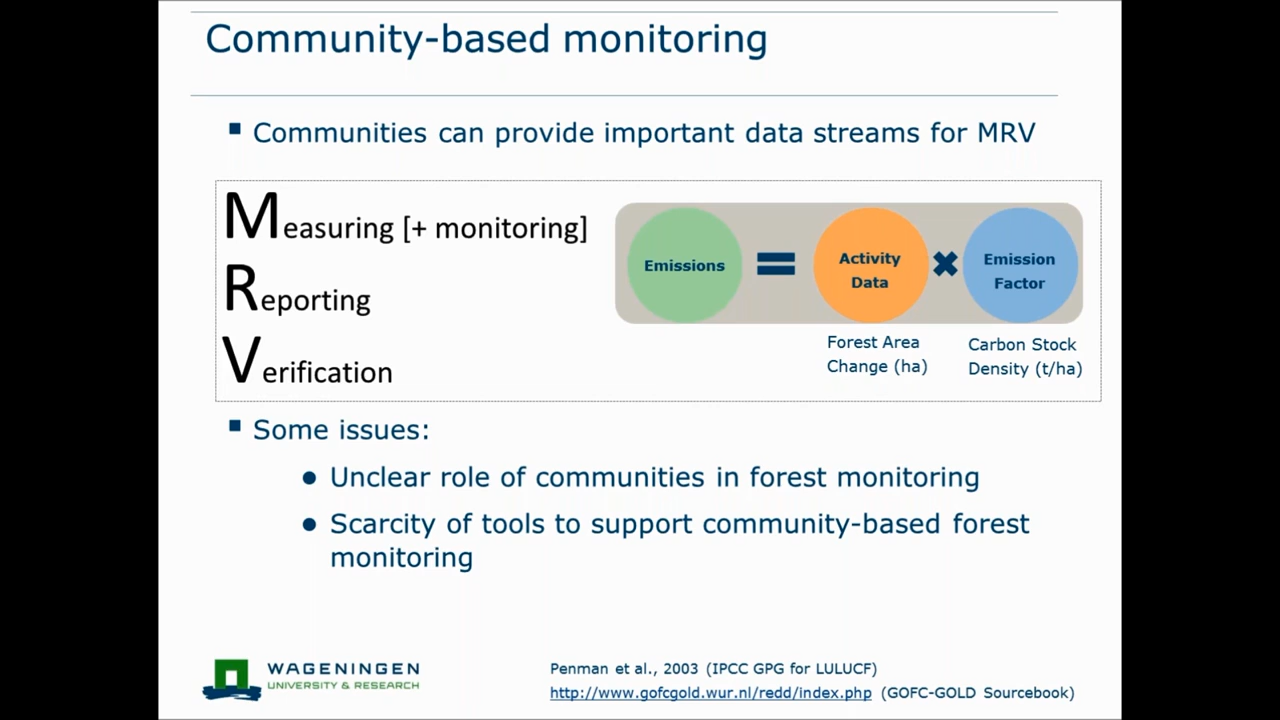 Community-based monitoring
Communities can provide important data streams for MRV
Measuring [+ monitoring]
Reporting
Verification
Emissions = Activity Data × Emission Factor
Forest Area
Change (ha)
Carbon Stock
Density (t/ha)
Some issues:
Unclear role of communities in forest monitoring
Scarcity of tools to support community-based forest
monitoring
WAGENINGEN
UNIVERSITY & RESEARCH
Penman et al., 2003 (IPCC GPG for LULUCF)
http://www.gofcgold.wur.nl/redd/index.php (GOFC-GOLD Sourcebook)